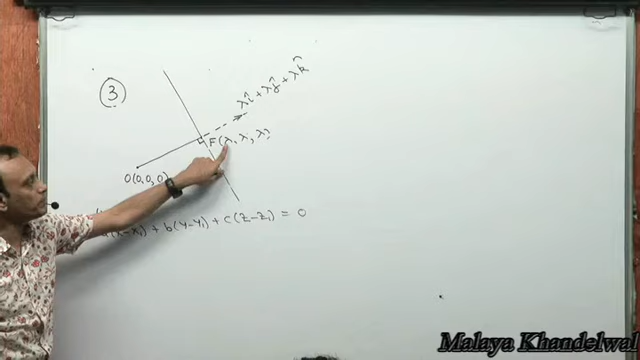 ③
λî + λĵ + λk̂
F(λ, λ, λ)
O(0,0,0)
(x-x₁) + b(y-y₁) + c(z-z₁) = 0
Malaya Khandelwal